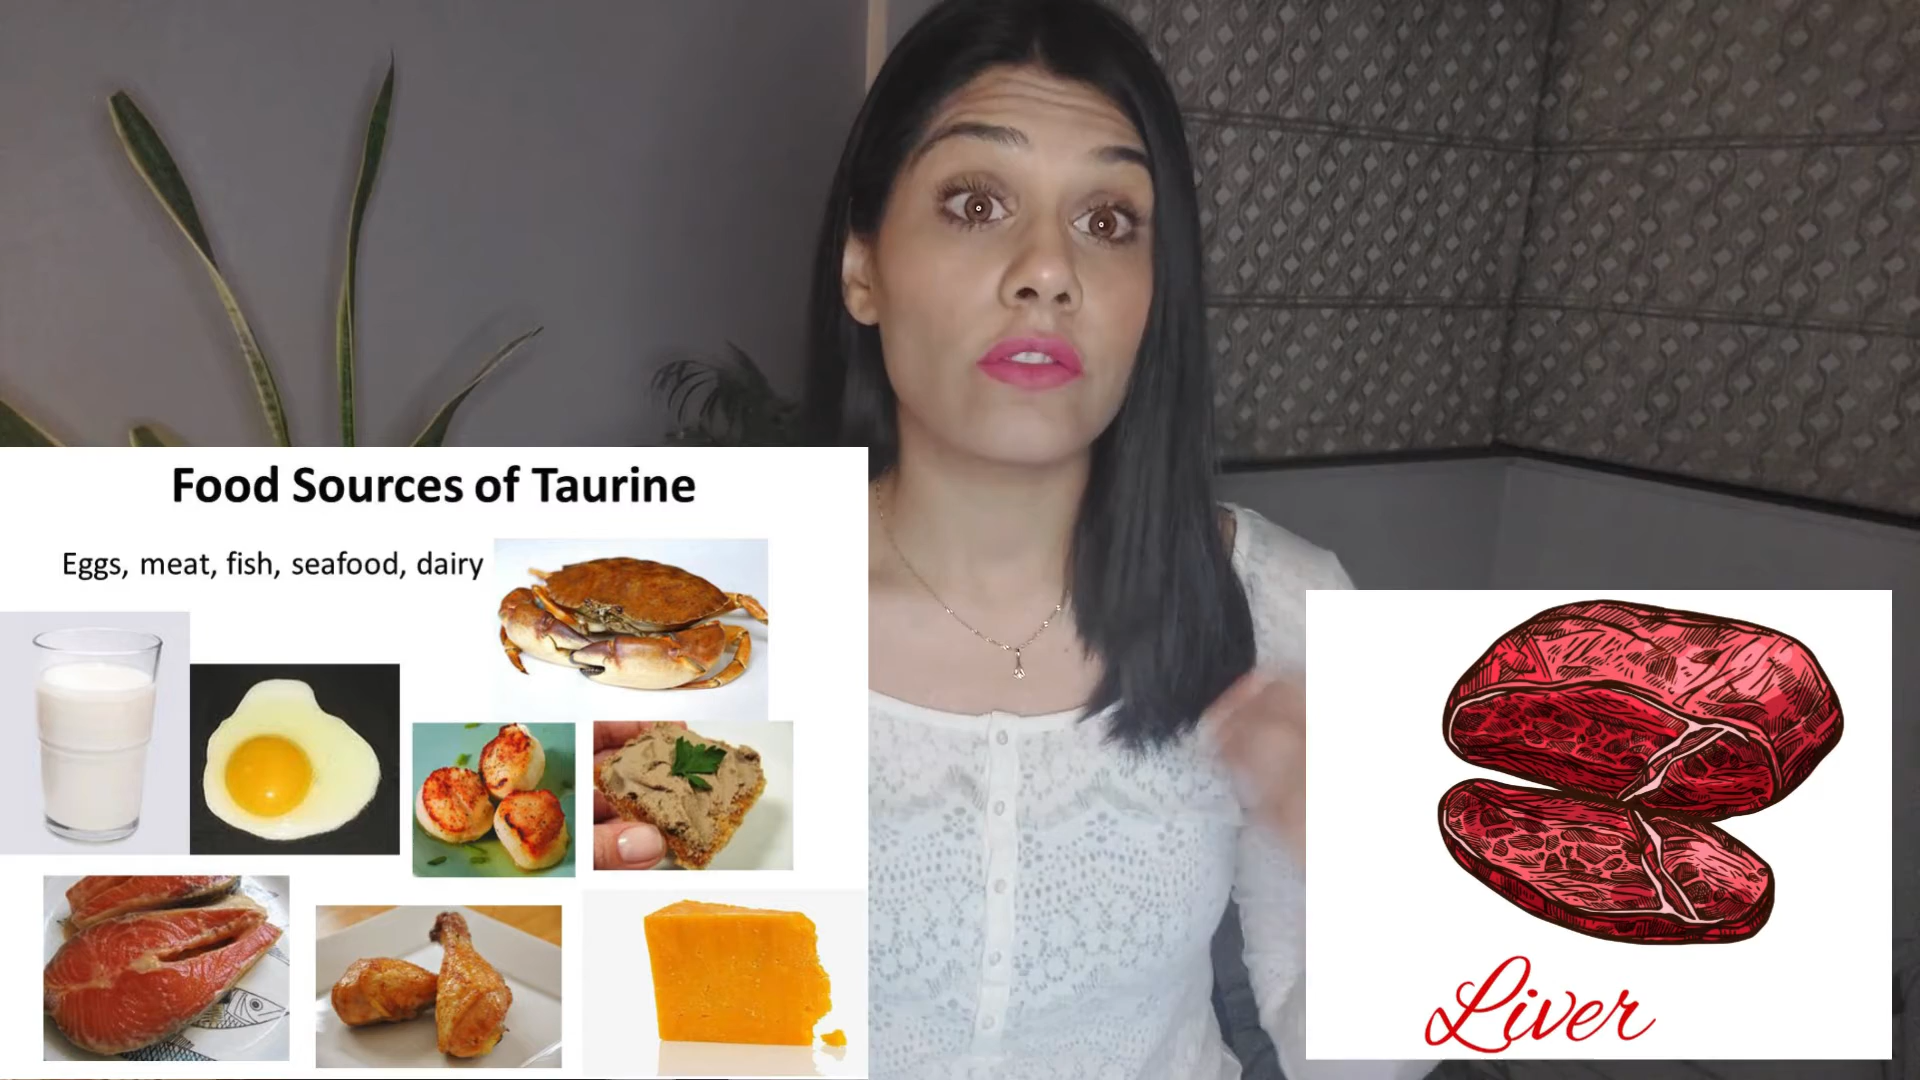 Food Sources of Taurine
Eggs, meat, fish, seafood, dairy
Liver